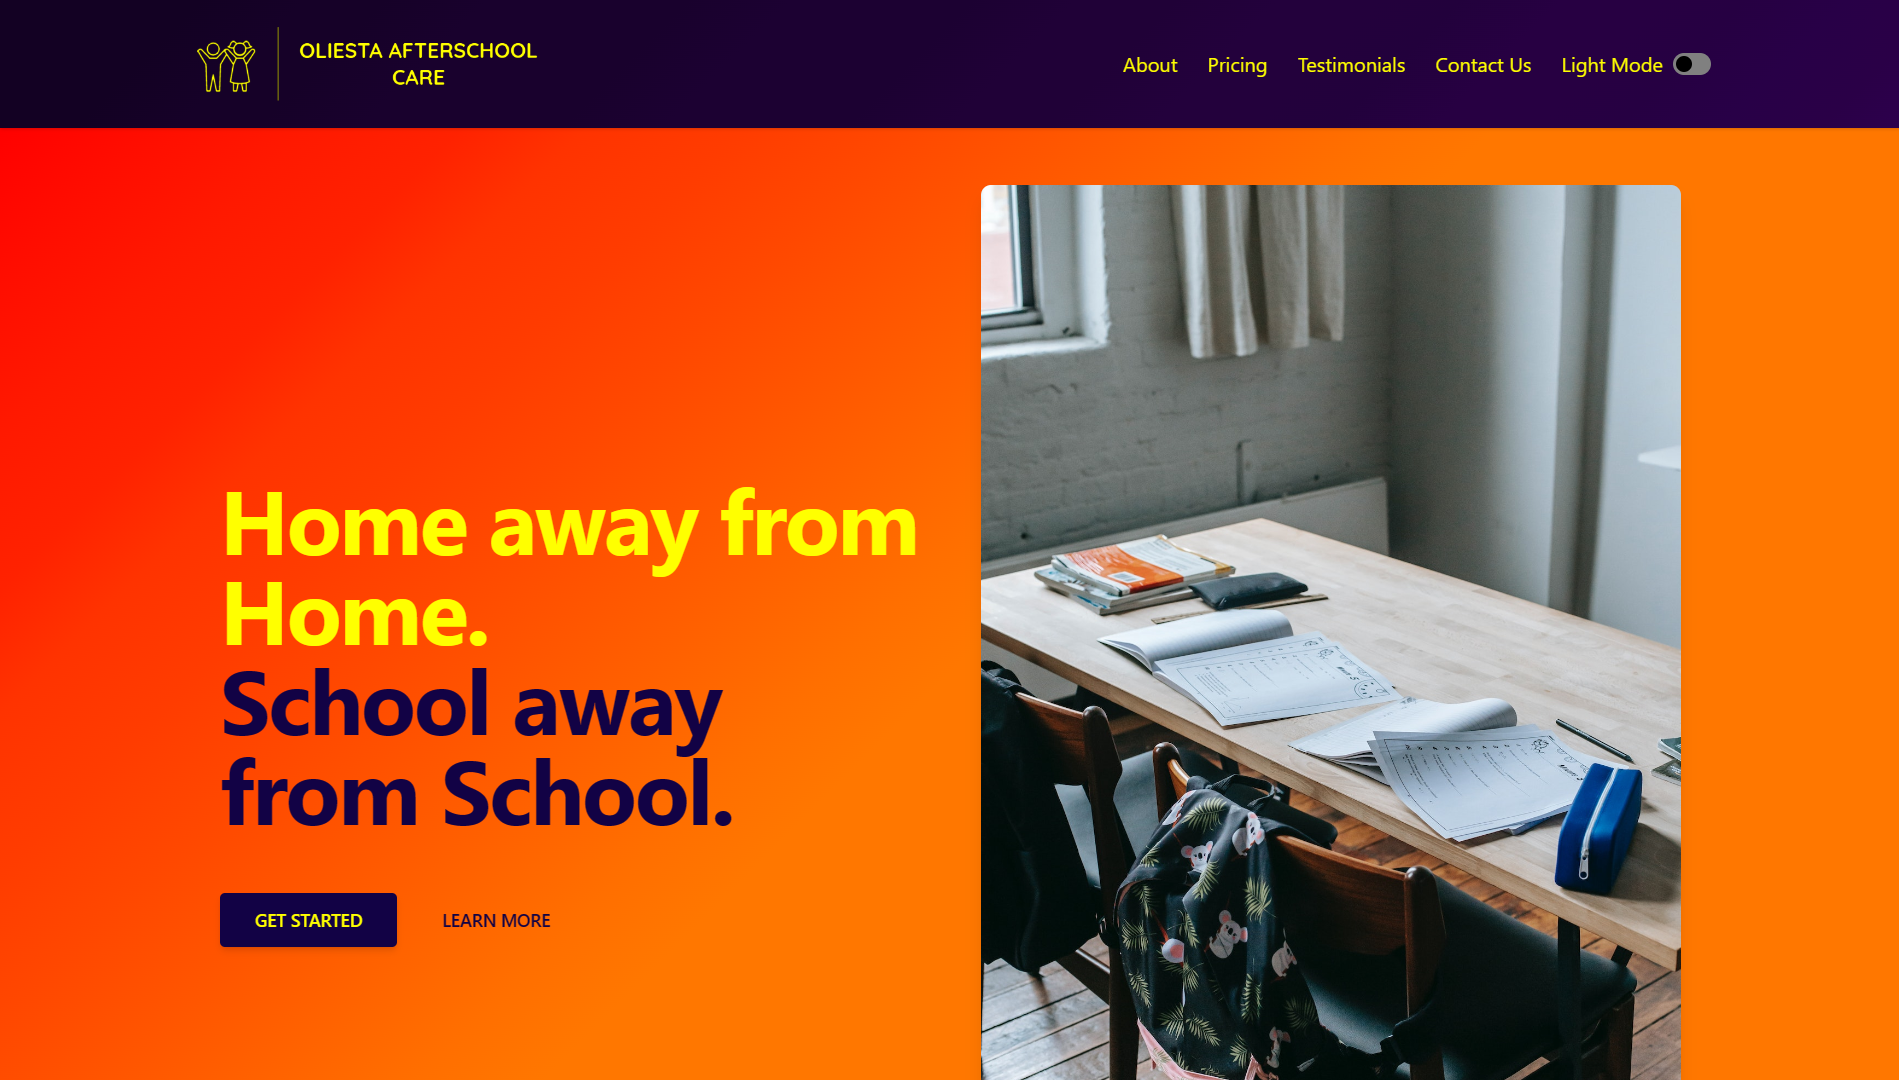 OLIESTA AFTERSCHOOL
CARE
About
Pricing
Testimonials
Contact Us
Light Mode
Home away from
Home.
School away
from School.
GET STARTED
LEARN MORE